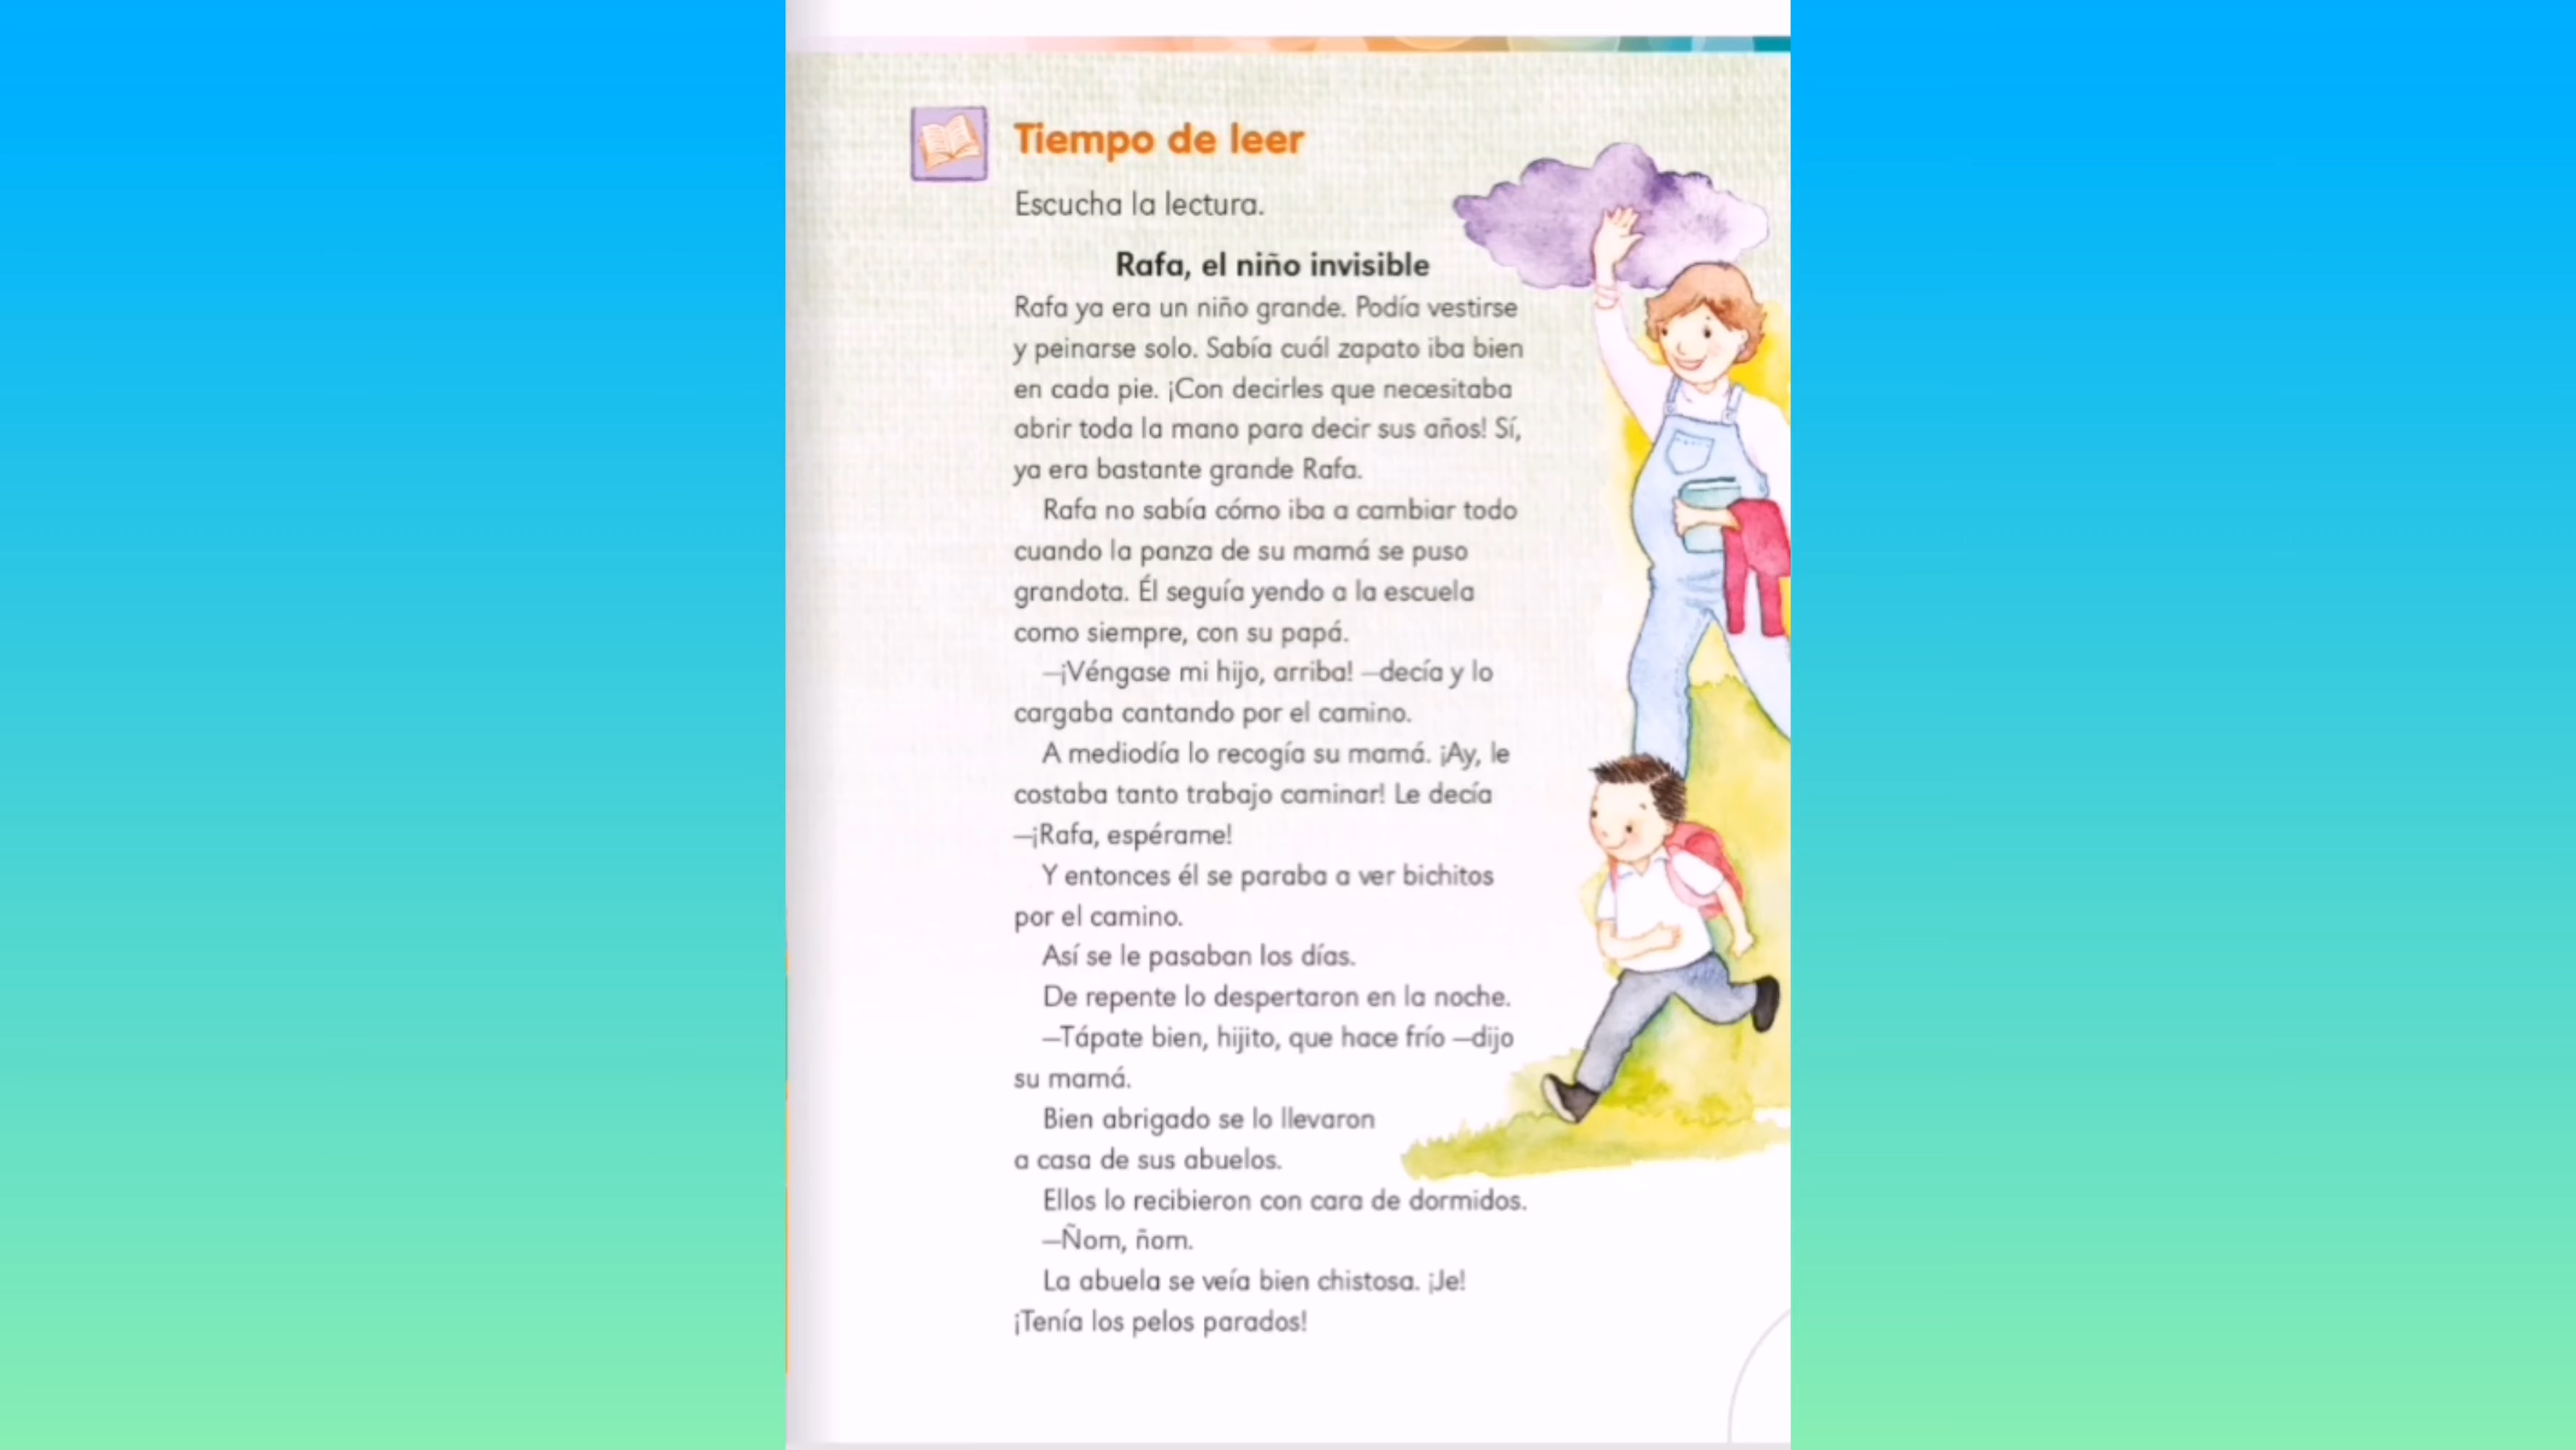 Tiempo de leer
Escucha la lectura.
Rafa, el niño invisible
Rafa ya era un niño grande. Podía vestirse
y peinarse solo. Sabía cuál zapato iba bien
en cada pie. ¡Con decirles que necesitaba
abrir toda la mano para decir sus años! Sí,
ya era bastante grande Rafa.
Rafa no sabía cómo iba a cambiar todo
cuando la panza de su mamá se puso
grandota. Él seguía yendo a la escuela
como siempre, con su papá.
—¡Véngase mi hijo, arriba! —decía y lo
cargaba cantando por el camino.
A mediodía lo recogía su mamá. ¡Ay, le
costaba tanto trabajo caminar! Le decía
—¡Rafa, espérame!
Y entonces él se paraba a ver bichitos
por el camino.
Así se le pasaban los días.
De repente lo despertaron en la noche.
—Tápate bien, hijito, que hace frío —dijo
su mamá.
Bien abrigado se lo llevaron
a casa de sus abuelos.
Ellos lo recibieron con cara de dormidos.
—Ñom, ñom.
La abuela se veía bien chistosa. ¡Je!
¡Tenía los pelos parados!